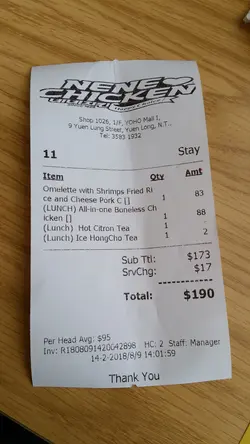 NENE
CHICKEN
Shop 1026, 1/F, YOHO Mall I,
9 Yuen Lung Street, Yuen Long, N.T..
Tel: 3583 1932
11 Stay
Item Qty Amt
Omelette with Shrimps Fried Ri
ce and Cheese Pork C [] 1 83
(LUNCH) All-in-one Boneless Ch
icken [] 1 88
(Lunch) Hot Citron Tea 1 .
(Lunch) Ice HongCho Tea 1 2
Sub Ttl: $173
SrvChg: $17
Total: $190
Per Head Avg: $95
Inv: R1808091420642898 HC: 2 Staff: Manager
14-2-2018/8/9 14:01:59
Thank You